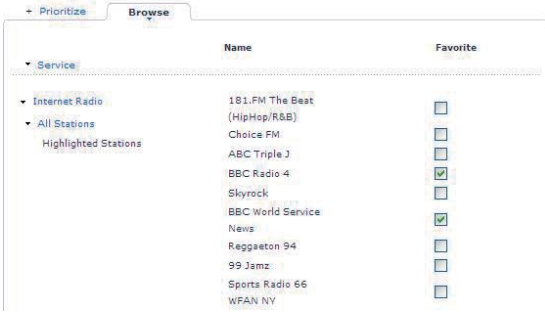 + Prioritize Browse
Name Favorite
Service
Internet Radio
All Stations
Highlighted Stations
181.FM The Beat
(HipHop/R&B)
Choice FM
ABC Triple J
BBC Radio 4
Skyrock
BBC World Service
News
Reggaeton 94
99 Jamz
Sports Radio 66
WFAN NY